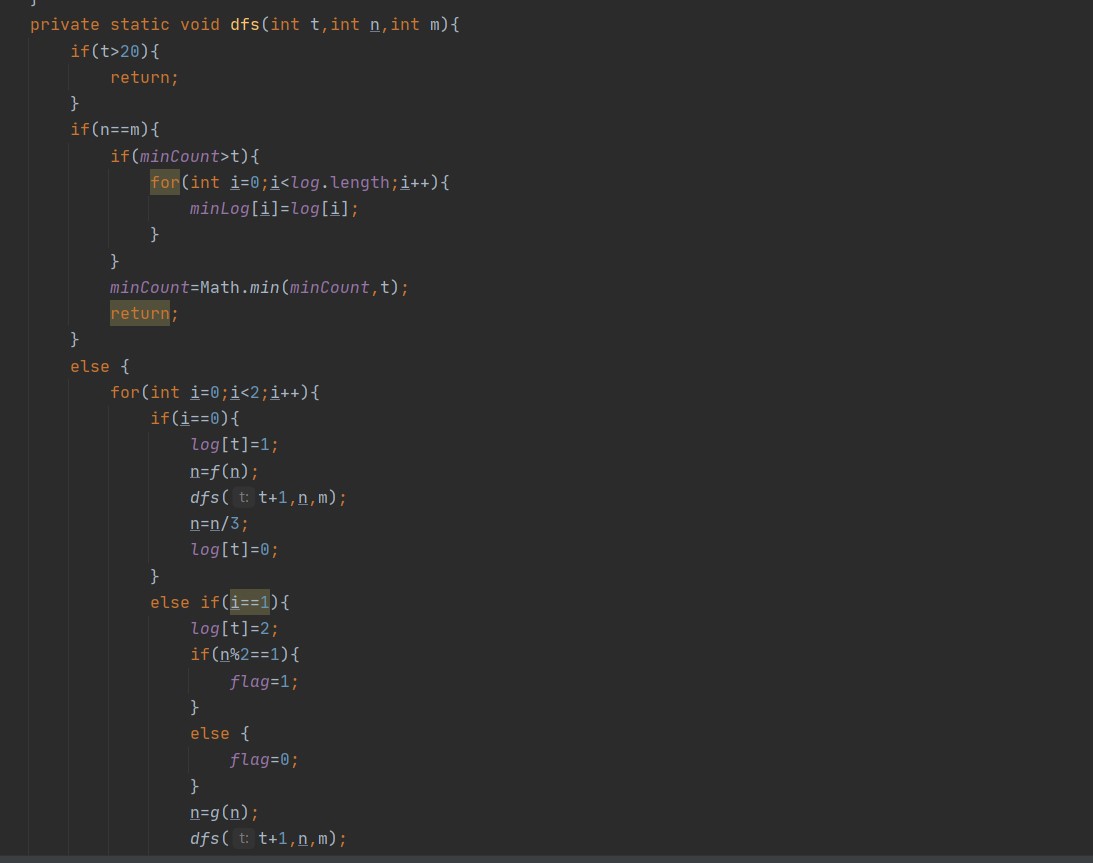 }
private static void dfs(int t,int n,int m){
    if(t>20){
        return;
    }
    if(n==m){
        if(minCount>t){
            for(int i=0;i<log.length;i++){
                minLog[i]=log[i];
            }
        }
        minCount=Math.min(minCount,t);
        return;
    }
    else {
        for(int i=0;i<2;i++){
            if(i==0){
                log[t]=1;
                n=f(n);
                dfs( t: t+1,n,m);
                n=n/3;
                log[t]=0;
            }
            else if(i==1){
                log[t]=2;
                if(n%2==1){
                    flag=1;
                }
                else {
                    flag=0;
                }
                n=g(n);
                dfs( t: t+1,n,m);